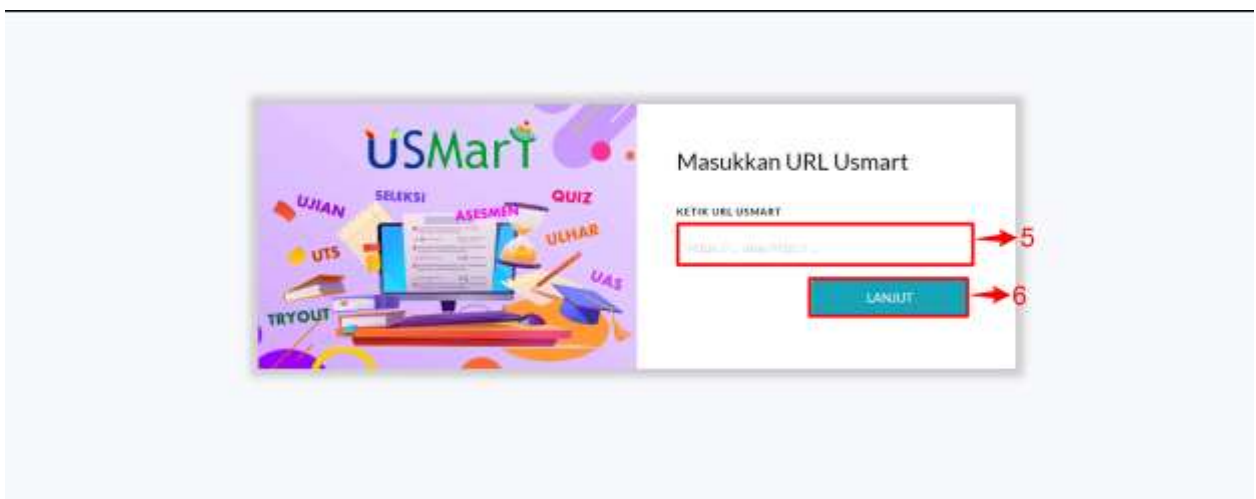 USMarT
SELEKSI
QUIZ
UJIAN
ASESMEN
ULHAR
UTS
UAS
TRYOUT
Masukkan URL Usmart
KETIK URL USMART
5
LANJUT
6